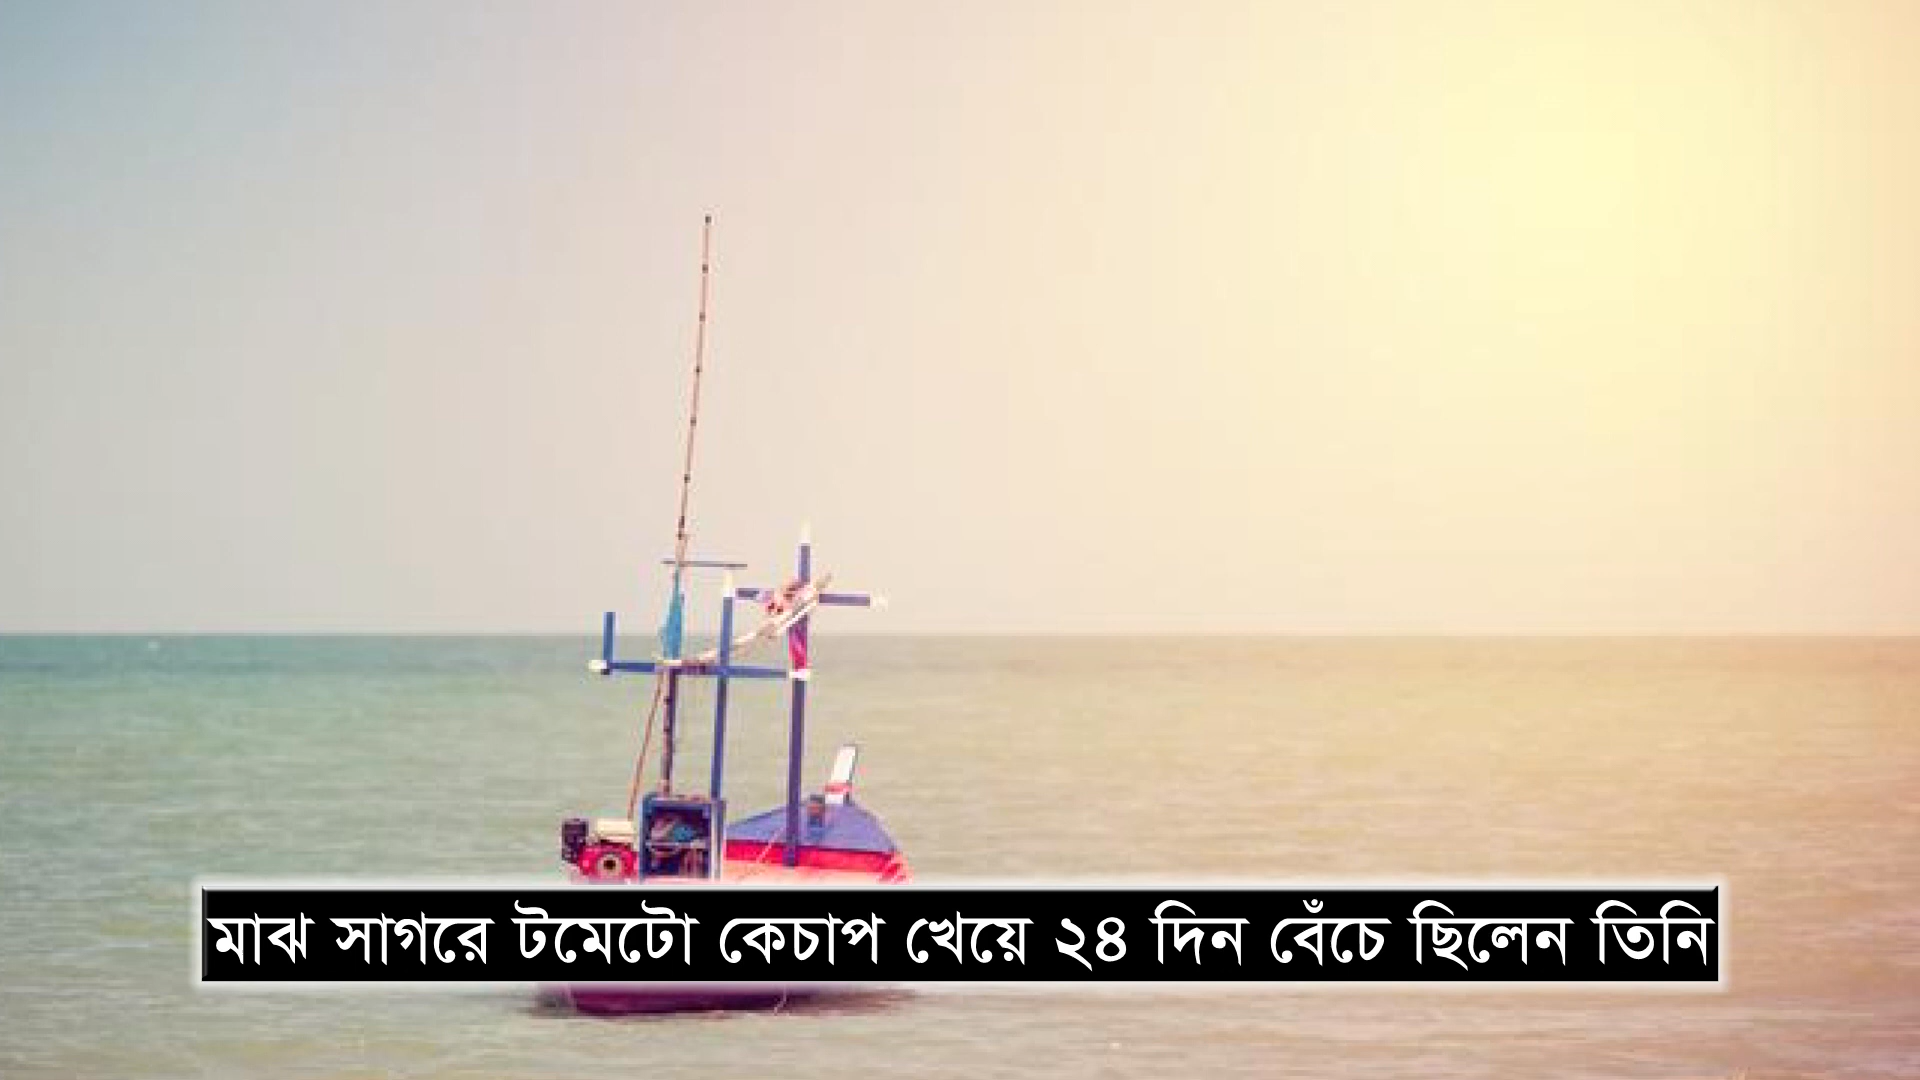 মাঝ সাগরে টমেটো কেচাপ খেয়ে ২৪ দিন বেঁচে ছিলেন তিনি